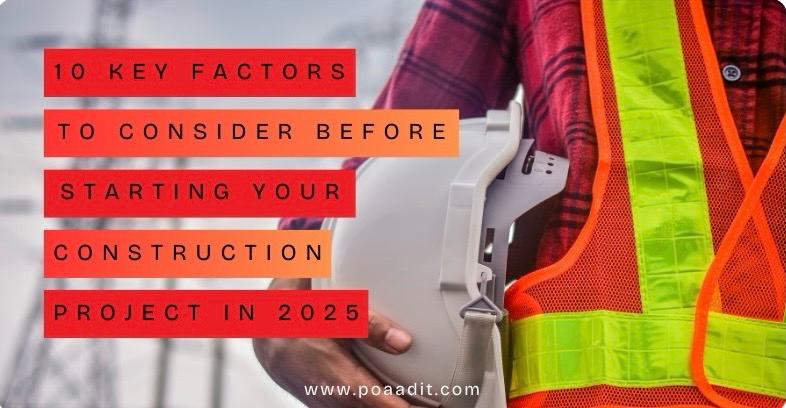 10 KEY FACTORS
TO CONSIDER BEFORE
STARTING YOUR
CONSTRUCTION
PROJECT IN 2025
www.poaadit.com